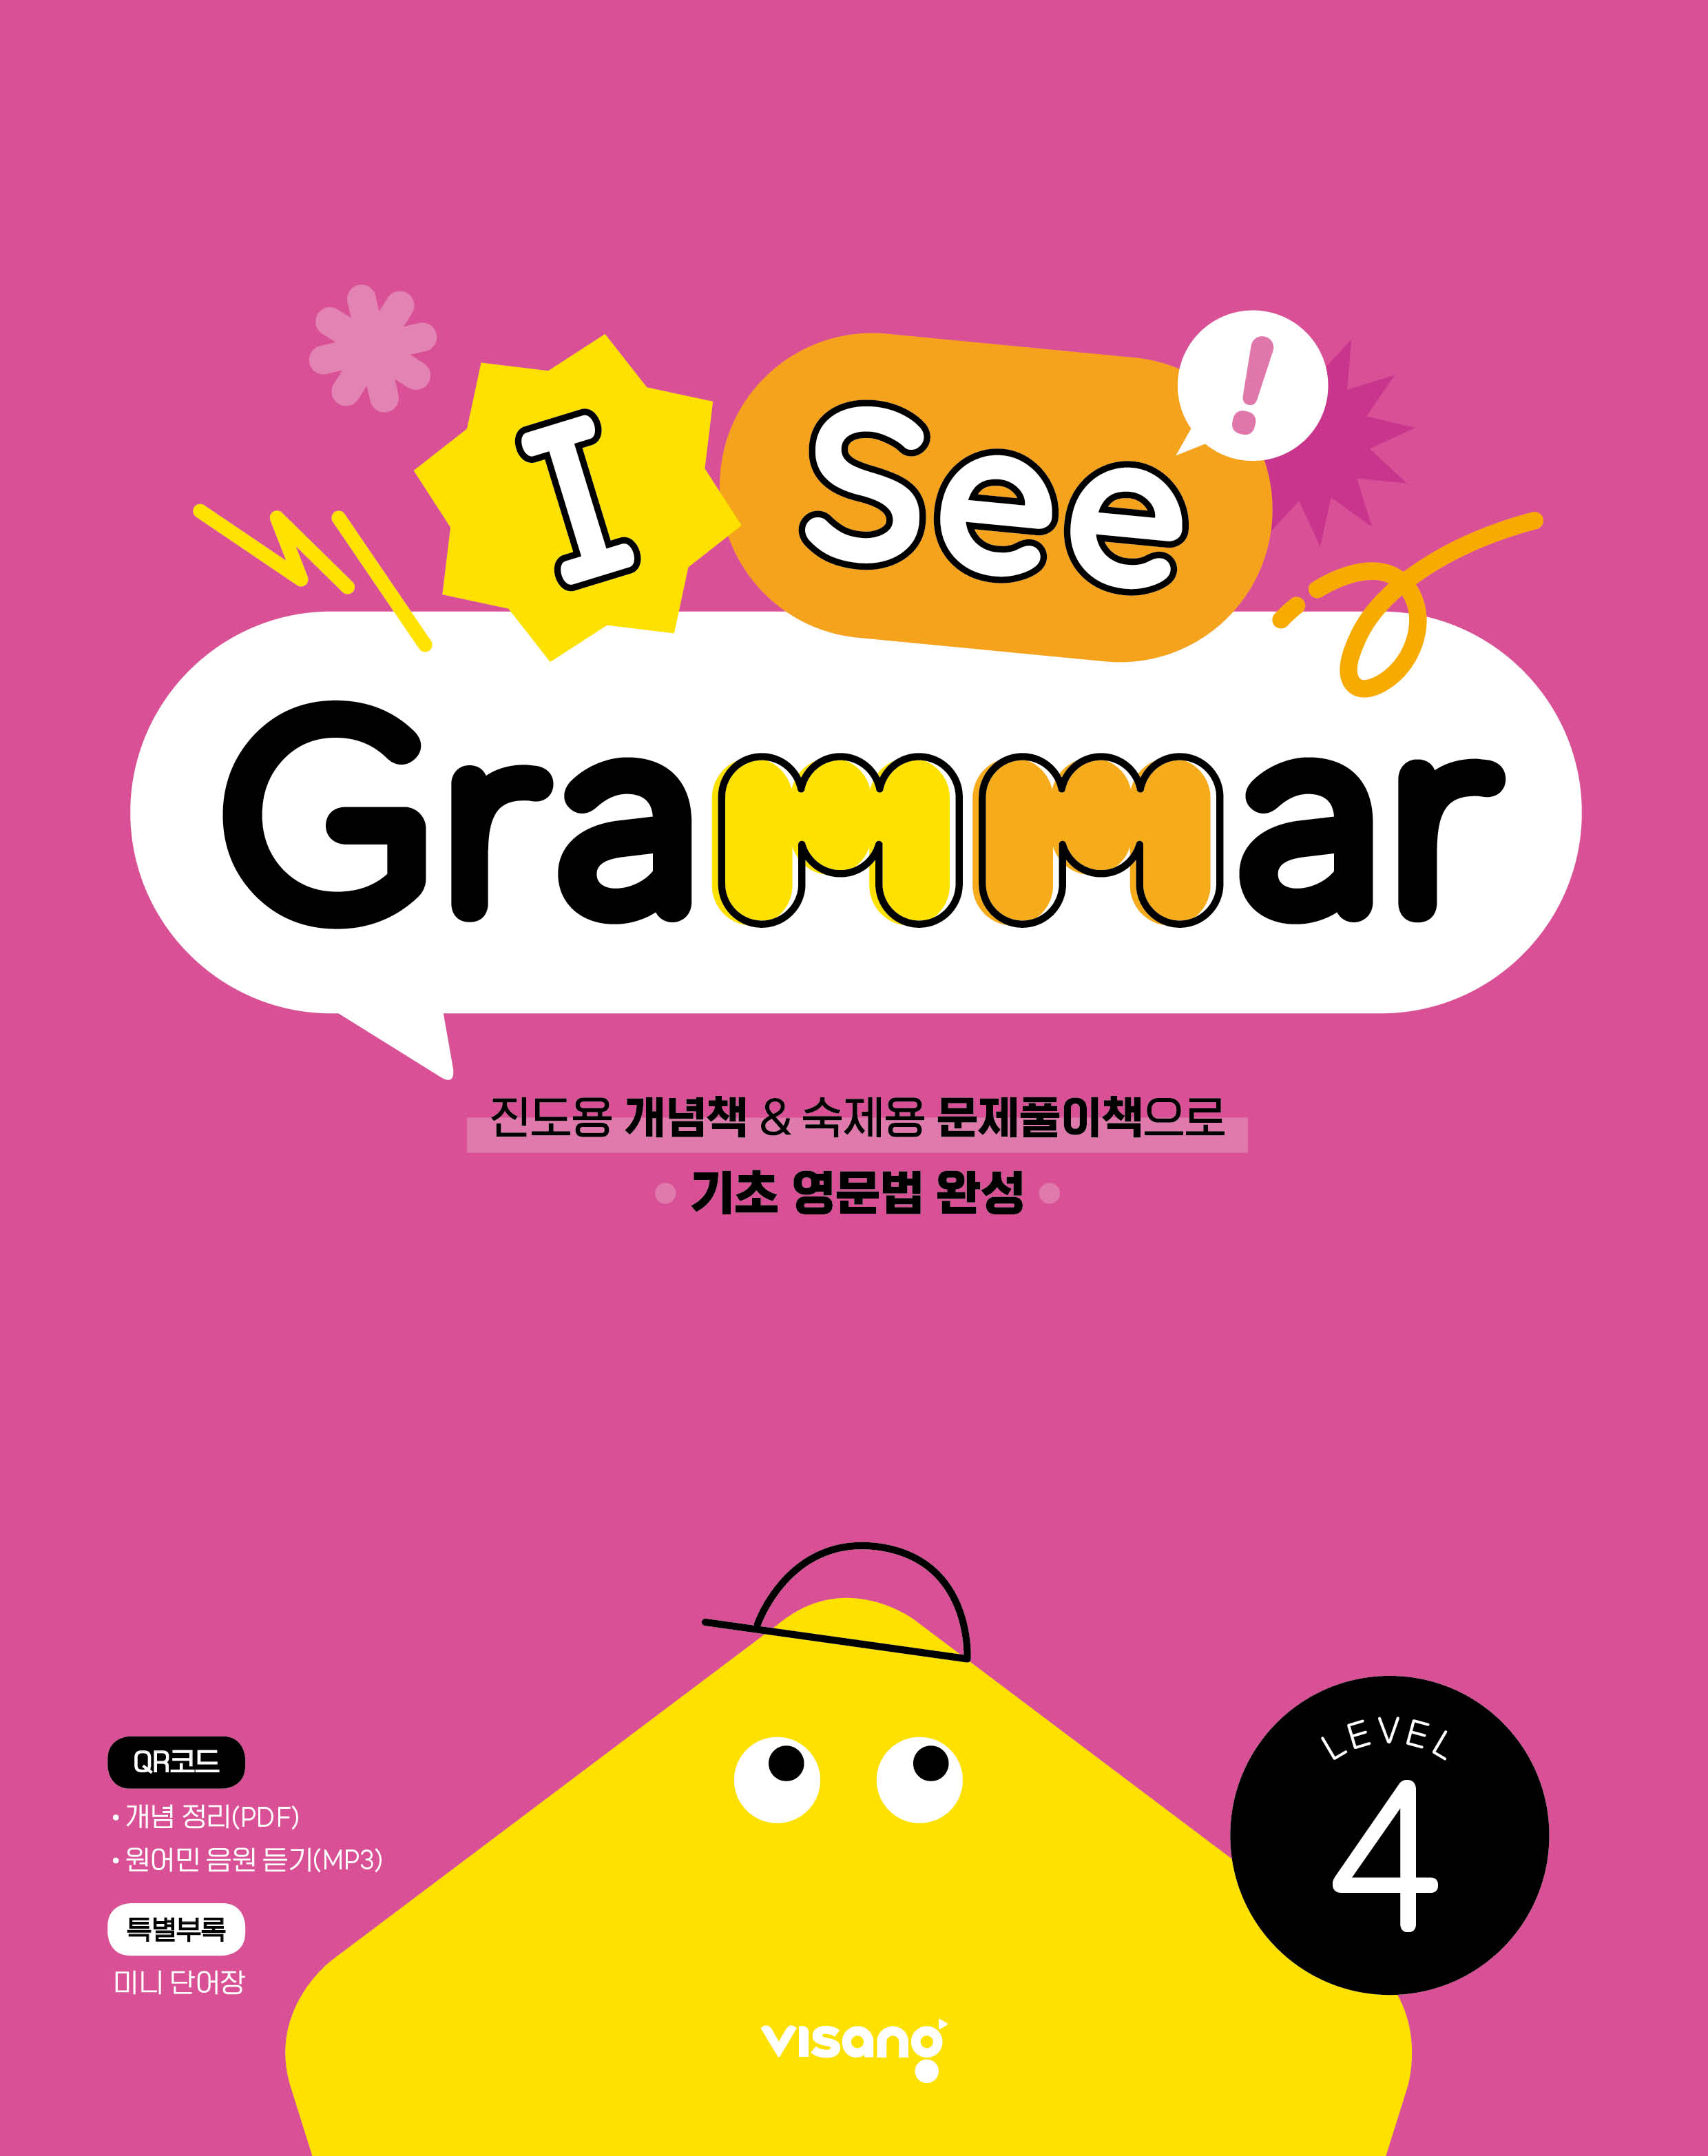 I See !
Grammar
진도용 개념책 & 숙제용 문제풀이책으로
기초 영문법 완성
LEVEL
4
QR코드
• 개념 정리(PDF)
• 원어민 음원 듣기(MP3)
특별부록
미니 단어장
visang